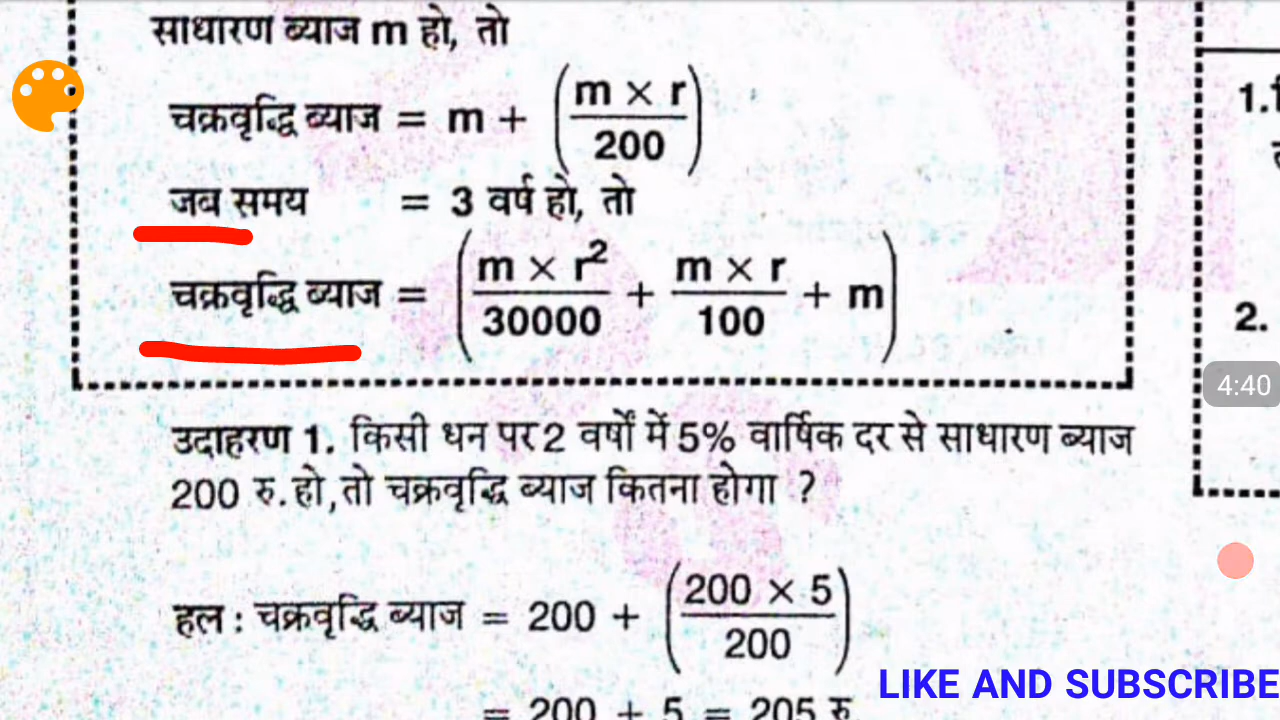 साधारण ब्याज m हो, तो
चक्रवृद्धि ब्याज = m + (m × r / 200)
जब समय = 3 वर्ष हो, तो
चक्रवृद्धि ब्याज = (m × r² / 30000 + m × r / 100 + m)
उदाहरण 1. किसी धन पर 2 वर्षों में 5% वार्षिक दर से साधारण ब्याज
200 रु. हो, तो चक्रवृद्धि ब्याज कितना होगा ?
हल : चक्रवृद्धि ब्याज = 200 + (200 × 5 / 200)
= 200 + 5 = 205 रु.
1.
2.
4:40
LIKE AND SUBSCRIBE